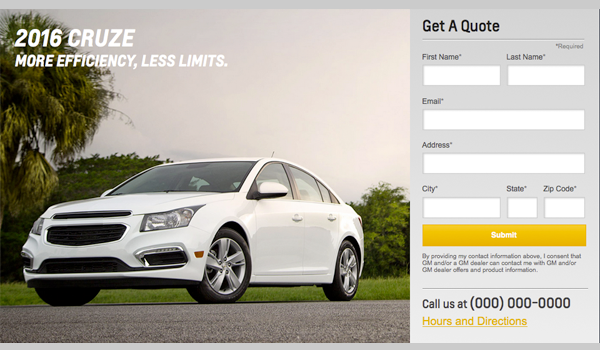 2016 CRUZE
MORE EFFICIENCY, LESS LIMITS.
Get A Quote
*Required
First Name*
Last Name*
Email*
Address*
City*
State*
Zip Code*
Submit
By providing my contact information above, I consent that
GM and/or a GM dealer can contact me with GM and/or
GM dealer offers and product information.
Call us at (000) 000-0000
Hours and Directions